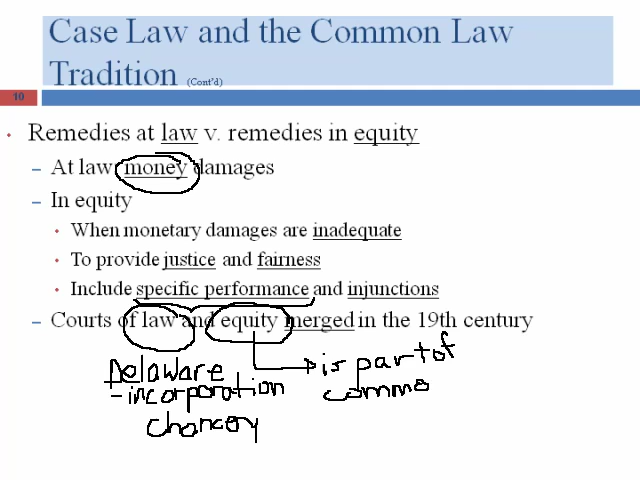 Case Law and the Common Law
Tradition (Cont'd)
10
• Remedies at law v. remedies in equity
– At law: money damages
– In equity
• When monetary damages are inadequate
• To provide justice and fairness
• Include specific performance and injunctions
– Courts of law and equity merged in the 19th century
Delaware
-incorporation
chancery
is part of
commo